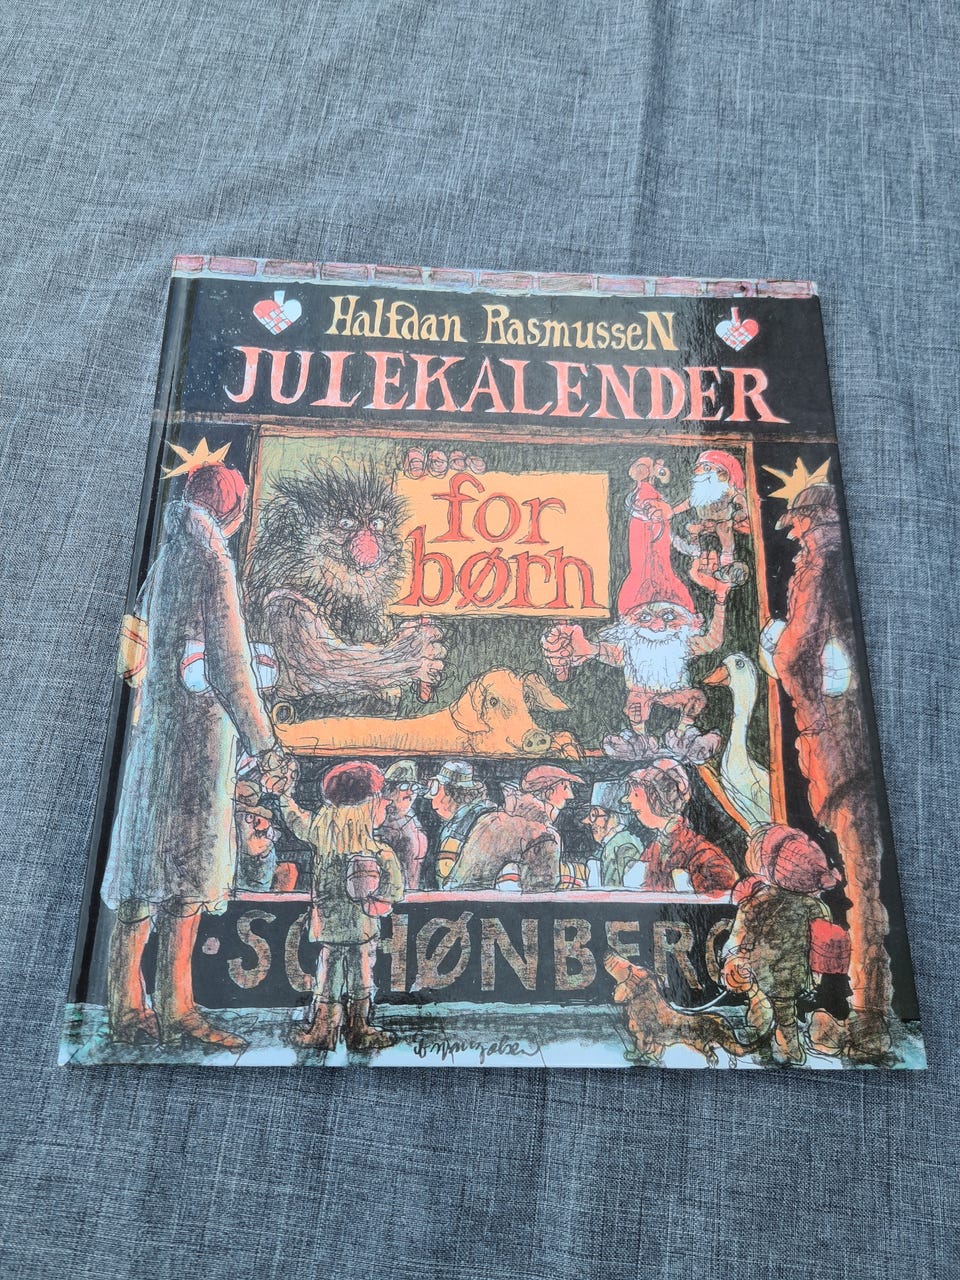 Halfdan Rasmussen
JULEKALENDER
for
børn
SCHØNBERG